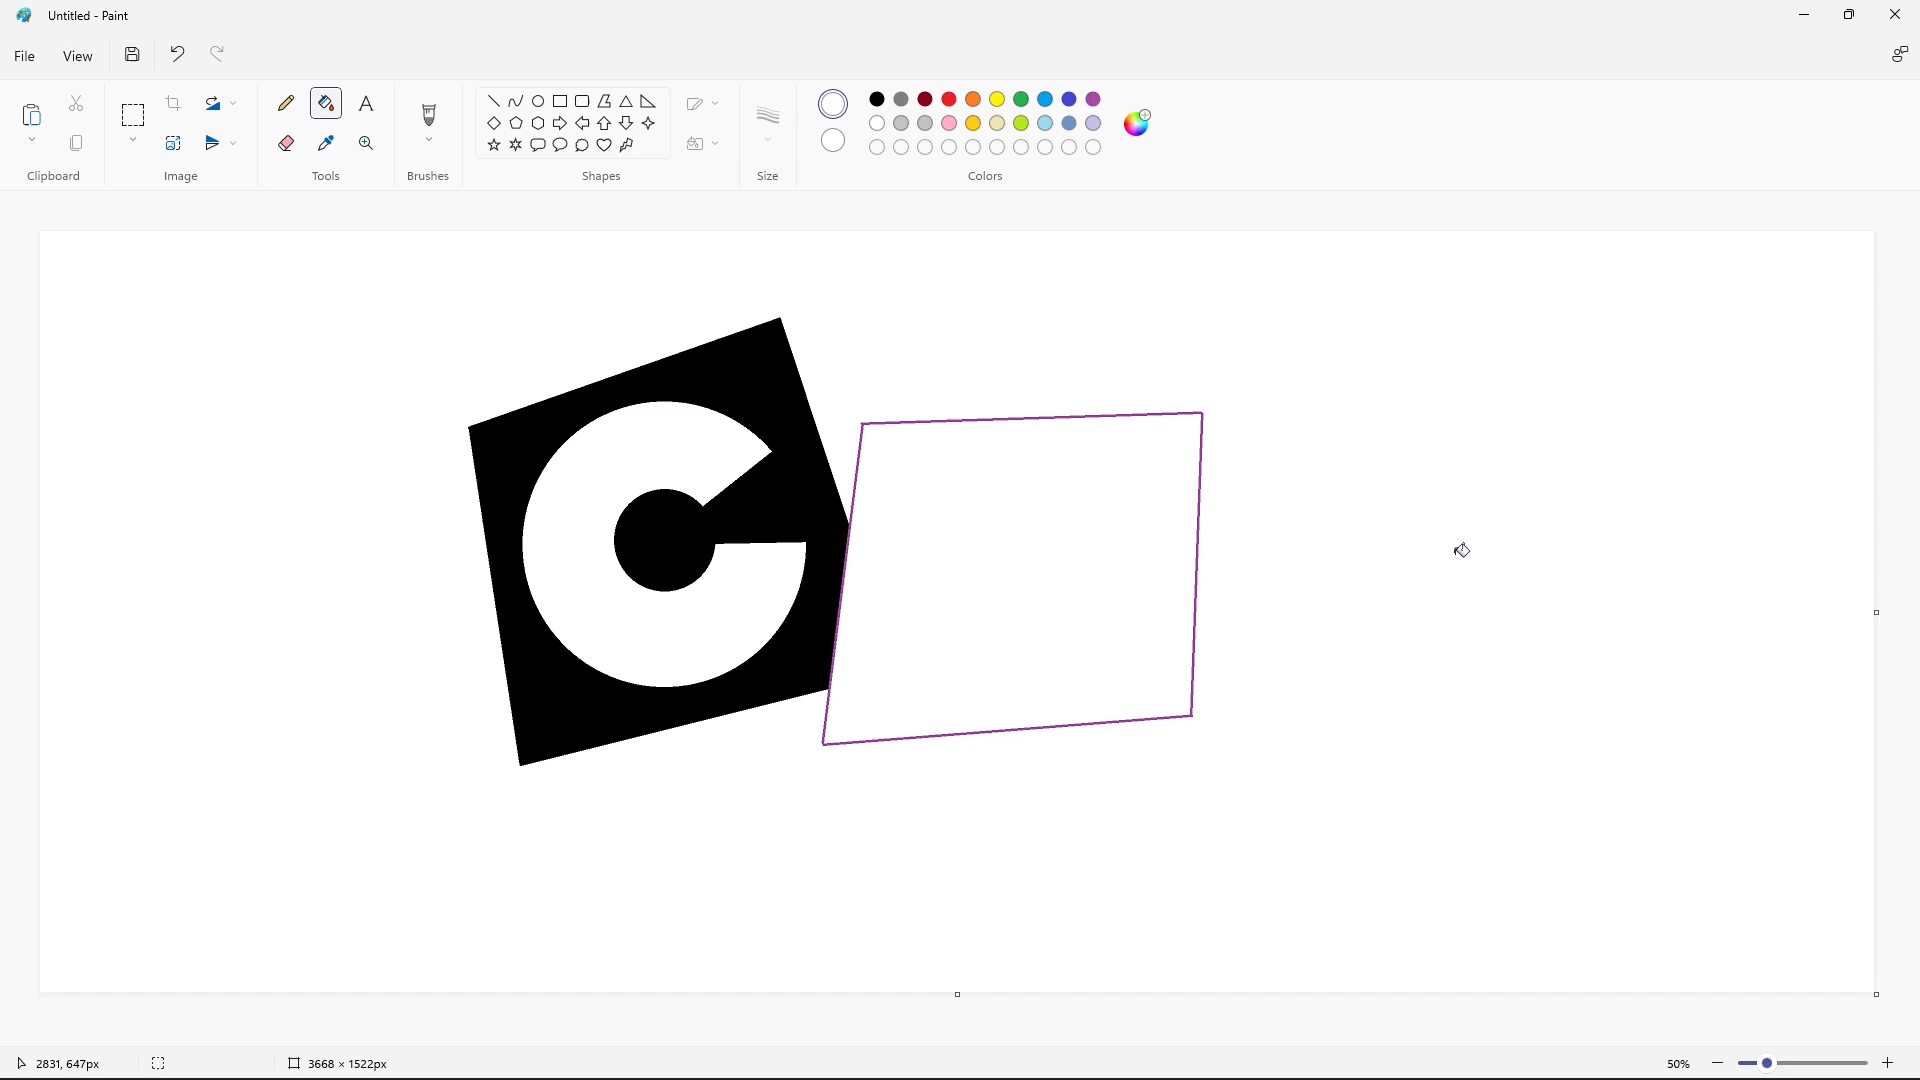 Untitled - Paint
File View
Clipboard Image Tools Brushes Shapes Size Colors
C
2831, 647px 3668 × 1522px 50%